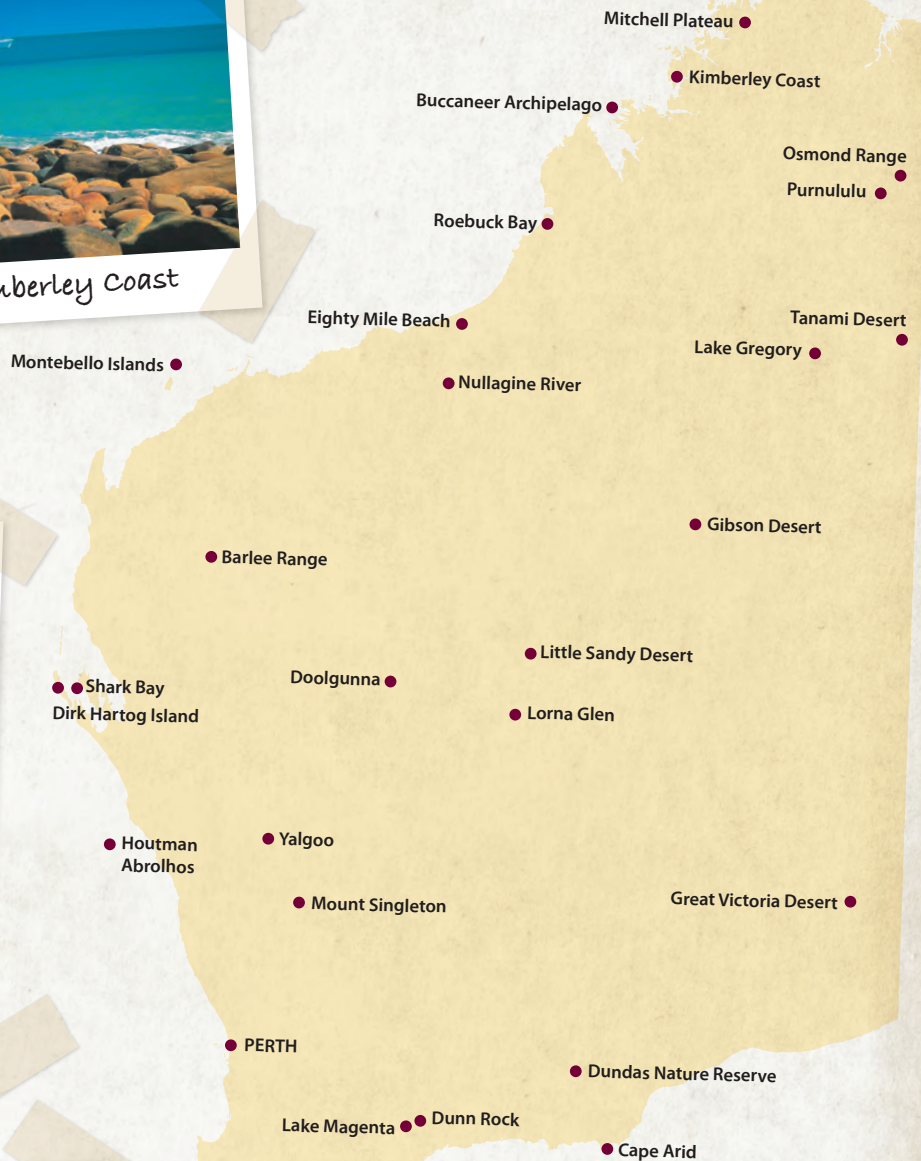 Mitchell Plateau
Kimberley Coast
Buccaneer Archipelago
Osmond Range
Purnululu
Roebuck Bay
Coast
Eighty Mile Beach
Tanami Desert
Lake Gregory
Montebello Islands
Nullagine River
Gibson Desert
Barlee Range
Little Sandy Desert
Doolgunna
Shark Bay
Dirk Hartog Island
Lorna Glen
Yalgoo
Houtman
Abrolhos
Great Victoria Desert
Mount Singleton
PERTH
Dundas Nature Reserve
Dunn Rock
Lake Magenta
Cape Arid